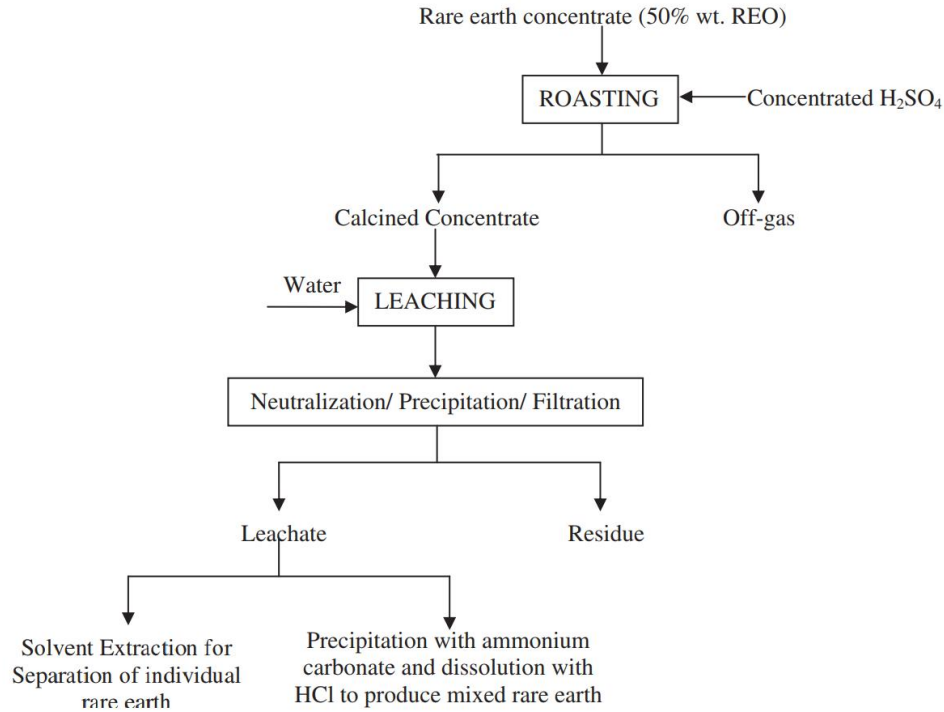 Rare earth concentrate (50% wt. REO)
ROASTING
Concentrated H₂SO₄
Calcined Concentrate
Off-gas
Water
LEACHING
Neutralization/ Precipitation/ Filtration
Leachate
Residue
Solvent Extraction for
Separation of individual
rare earth
Precipitation with ammonium
carbonate and dissolution with
HCl to produce mixed rare earth